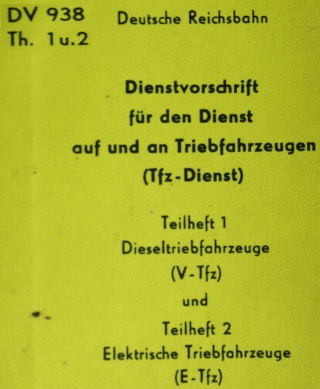 DV 938 Deutsche Reichsbahn
Th. 1 u. 2
Dienstvorschrift
für den Dienst
auf und an Triebfahrzeugen
(Tfz-Dienst)
Teilheft 1
Dieseltriebfahrzeuge
(V-Tfz)
und
Teilheft 2
Elektrische Triebfahrzeuge
(E-Tfz)